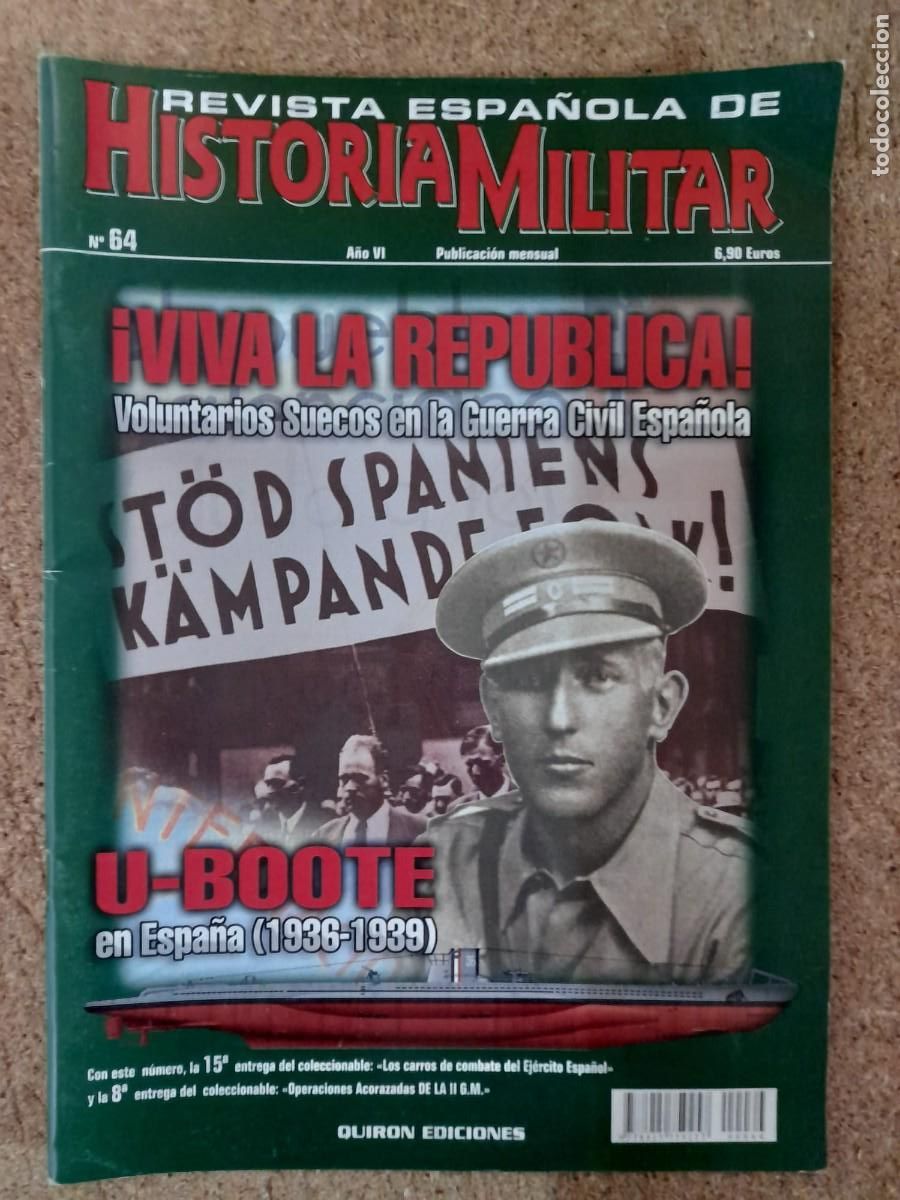 REVISTA ESPAÑOLA DE
HISTORIA MILITAR
Nº 64
Año VI
Publicación mensual
6,90 Euros
¡VIVA LA REPUBLICA!
Voluntarios Suecos en la Guerra Civil Española
STÖD SPANIENS
KÄMPANDE
U-BOOTE
en España (1936-1939)
Con este número, la 15ª entrega del coleccionable: «Los carros de combate del Ejército Español»
y la 8ª entrega del coleccionable: «Operaciones Acorazadas DE LA II G.M.»
QUIRON EDICIONES
todocoleccion